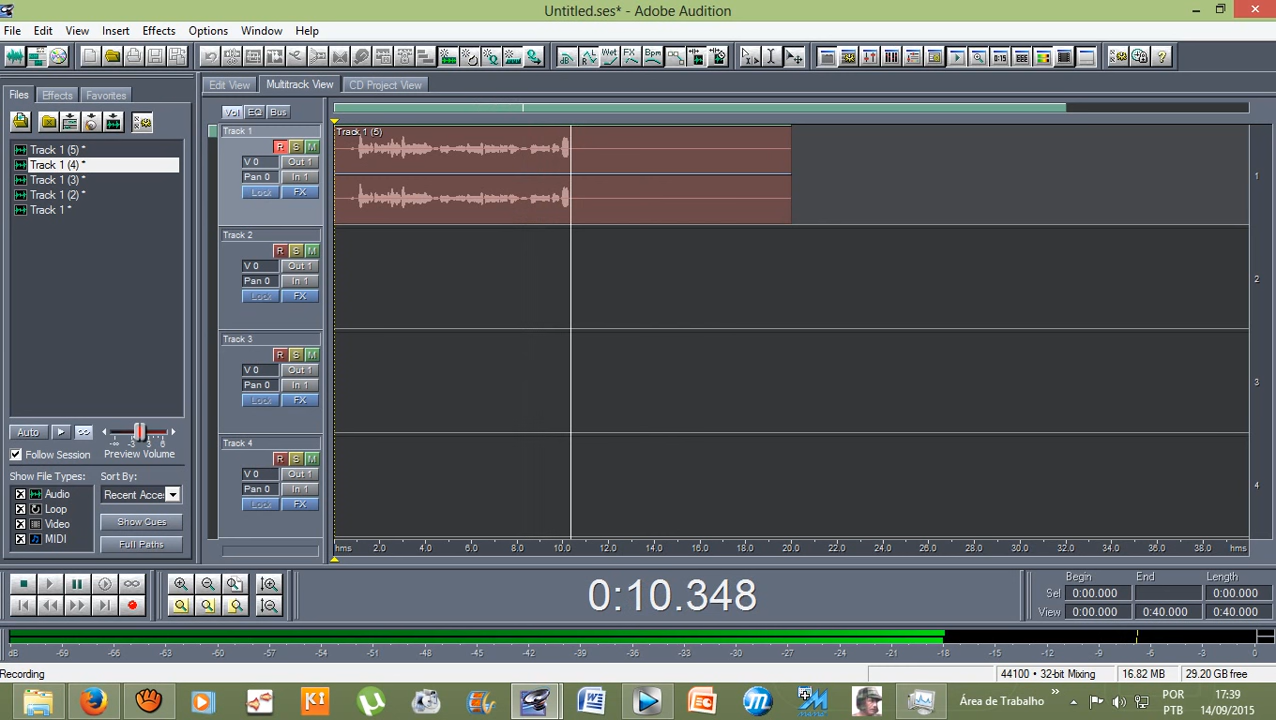 Untitled.ses* - Adobe Audition
File Edit View Insert Effects Options Window Help
Edit View Multitrack View CD Project View
Files Effects Favorites
Track 1 (5) *
Track 1 (4) *
Track 1 (3) *
Track 1 (2) *
Track 1 *
Auto
Follow Session
-∞ -3 3 6
Preview Volume
Show File Types: Sort By:
Audio Recent Acce
Loop
Video Show Cues
MIDI Full Paths
Vol EQ Bus
Track 1
R S M
V 0 Out 1
Pan 0 In 1
Lock FX
Track 1 (5)
1
Track 2
R S M
V 0 Out 1
Pan 0 In 1
Lock FX
2
Track 3
R S M
V 0 Out 1
Pan 0 In 1
Lock FX
3
Track 4
R S M
V 0 Out 1
Pan 0 In 1
Lock FX
4
hms 2.0 4.0 6.0 8.0 10.0 12.0 14.0 16.0 18.0 20.0 22.0 24.0 26.0 28.0 30.0 32.0 34.0 36.0 38.0 hms
0:10.348
Begin End Length
Sel 0:00.000 0:00.000
View 0:00.000 0:40.000 0:40.000
dB -69 -66 -63 -60 -57 -54 -51 -48 -45 -42 -39 -36 -33 -30 -27 -24 -21 -18 -15 -12 -9 -6 -3 0
Recording 44100 • 32-bit Mixing 16.82 MB 29.20 GB free
Área de Trabalho » POR 17:39
PTB 14/09/2015